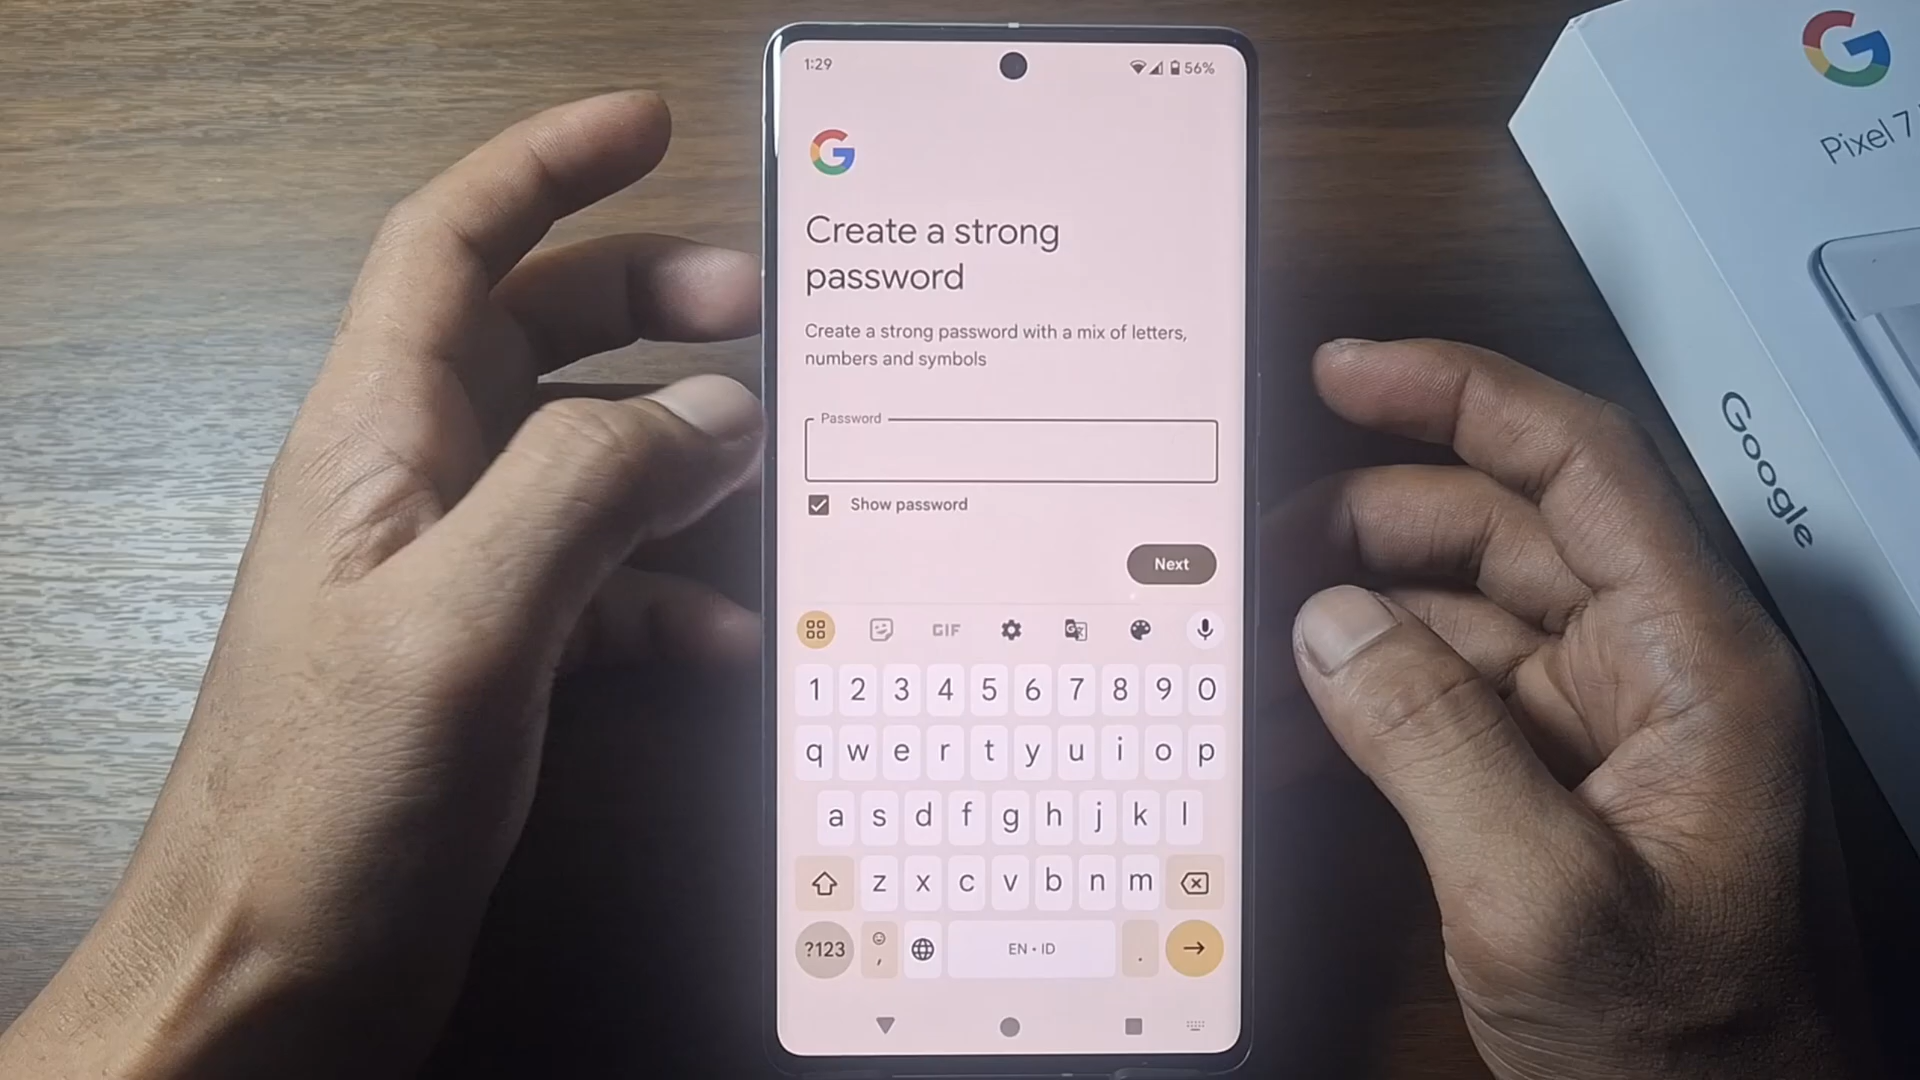 1:29
56%
G
Create a strong
password
Create a strong password with a mix of letters,
numbers and symbols
Password
Show password
Next
GIF
1 2 3 4 5 6 7 8 9 0
q w e r t y u i o p
a s d f g h j k l
z x c v b n m
?123 , EN • ID .
G
Pixel 7
Google